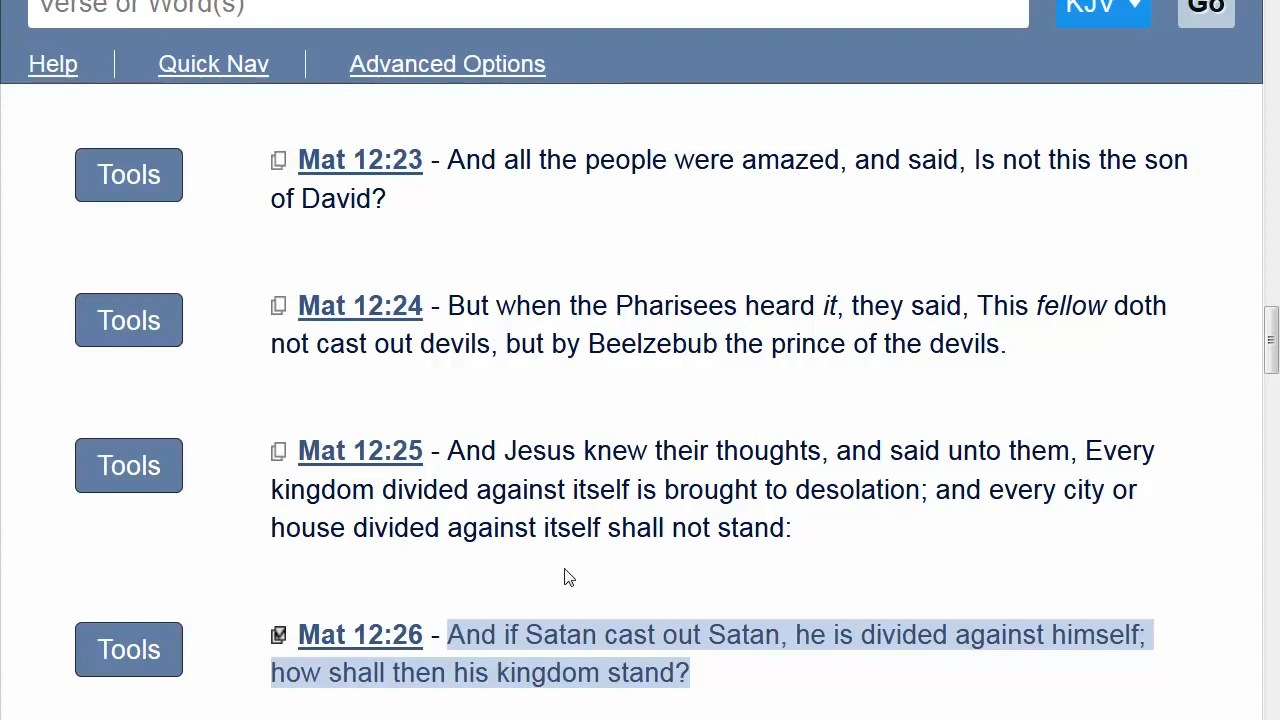 Verse or Word(s)
KJV
Go
Help
Quick Nav
Advanced Options
Tools
Mat 12:23 - And all the people were amazed, and said, Is not this the son
of David?
Tools
Mat 12:24 - But when the Pharisees heard it, they said, This fellow doth
not cast out devils, but by Beelzebub the prince of the devils.
Tools
Mat 12:25 - And Jesus knew their thoughts, and said unto them, Every
kingdom divided against itself is brought to desolation; and every city or
house divided against itself shall not stand:
Tools
Mat 12:26 - And if Satan cast out Satan, he is divided against himself;
how shall then his kingdom stand?